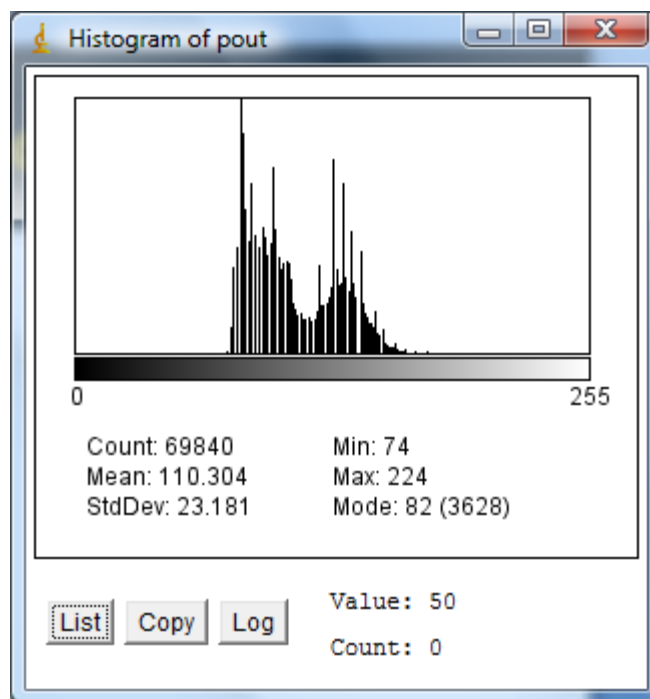 Histogram of pout
0 255
Count: 69840 Min: 74
Mean: 110.304 Max: 224
StdDev: 23.181 Mode: 82 (3628)
List Copy Log Value: 50
Count: 0